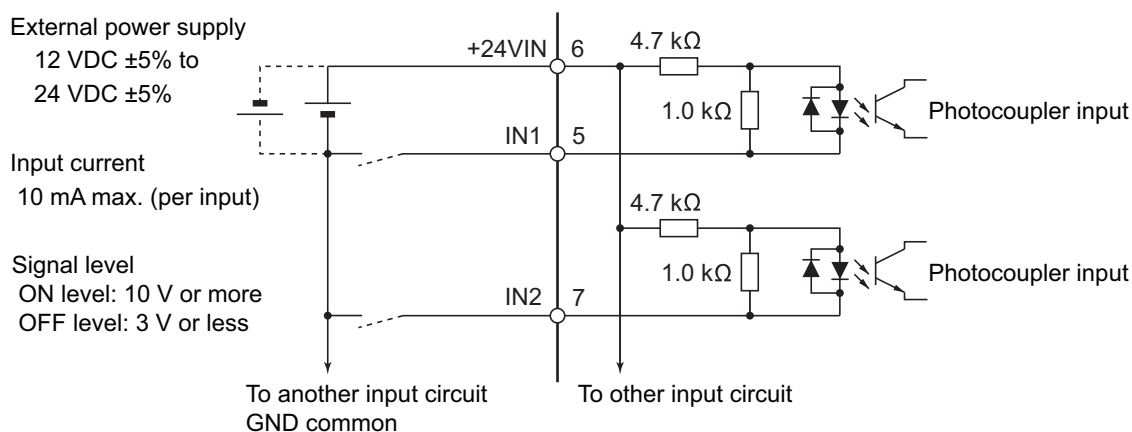 External power supply
12 VDC ±5% to
24 VDC ±5%
Input current
10 mA max. (per input)
Signal level
ON level: 10 V or more
OFF level: 3 V or less
+24VIN 6
4.7 kΩ
1.0 kΩ
Photocoupler input
IN1 5
4.7 kΩ
1.0 kΩ
Photocoupler input
IN2 7
To another input circuit
GND common
To other input circuit